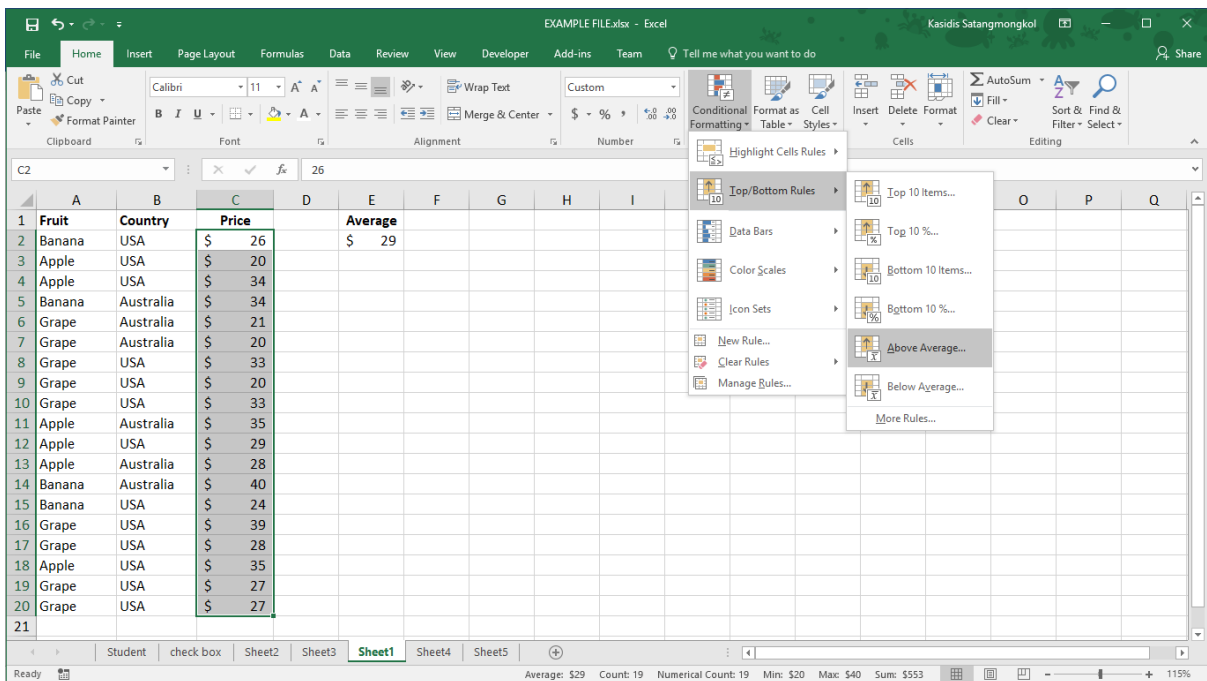 EXAMPLE FILE.xlsx - Excel
Kasidis Satangmongkol
File Home Insert Page Layout Formulas Data Review View Developer Add-ins Team Tell me what you want to do Share
Cut
Copy
Format Painter
Paste
Clipboard
Calibri 11
B I U
Font
Wrap Text
Merge & Center
Alignment
Custom
$ % ,
Number
Conditional Formatting
Format as Table
Cell Styles
Insert Delete Format
Cells
AutoSum
Fill
Clear
Sort & Filter
Find & Select
Editing
C2 fx 26
A B C D E F G H I O P Q
1 Fruit Country Price Average
2 Banana USA $ 26 $ 29
3 Apple USA $ 20
4 Apple USA $ 34
5 Banana Australia $ 34
6 Grape Australia $ 21
7 Grape Australia $ 20
8 Grape USA $ 33
9 Grape USA $ 20
10 Grape USA $ 33
11 Apple Australia $ 35
12 Apple USA $ 29
13 Apple Australia $ 28
14 Banana Australia $ 40
15 Banana USA $ 24
16 Grape USA $ 39
17 Grape USA $ 28
18 Apple USA $ 35
19 Grape USA $ 27
20 Grape USA $ 27
21
Highlight Cells Rules
Top/Bottom Rules
Data Bars
Color Scales
Icon Sets
New Rule...
Clear Rules
Manage Rules...
Top 10 Items...
Top 10 %...
Bottom 10 Items...
Bottom 10 %...
Above Average...
Below Average...
More Rules...
Student check box Sheet2 Sheet3 Sheet1 Sheet4 Sheet5
Ready Average: $29 Count: 19 Numerical Count: 19 Min: $20 Max: $40 Sum: $553 115%